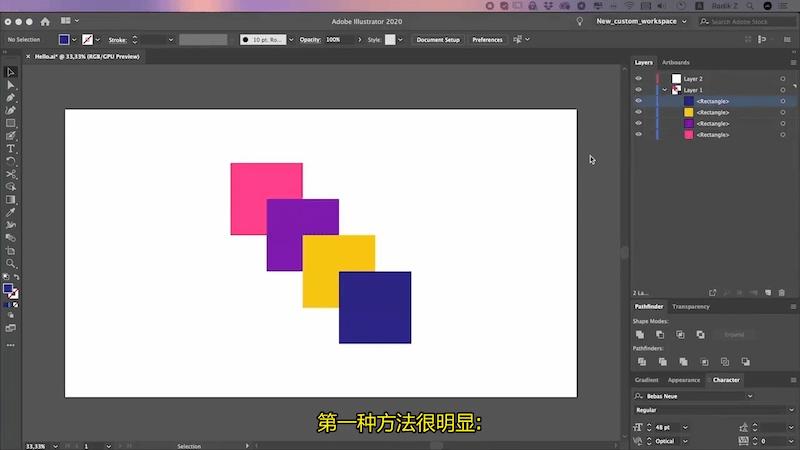 Radik Z
Adobe Illustrator 2020
New_custom_workspace
Search Adobe Stock
No Selection
Stroke:
10 pt. Ro...
Opacity:
100%
Style:
Document Setup
Preferences
Hello.ai* @ 33,33% (RGB/GPU Preview)
Layers
Artboards
Layer 2
Layer 1
<Rectangle>
<Rectangle>
<Rectangle>
<Rectangle>
2 La...
Pathfinder
Transparency
Shape Modes:
Expand
Pathfinders:
Gradient
Appearance
Character
Bebas Neue
Regular
48 pt
Optical
0
33,33%
1
Selection
第一种方法很明显: